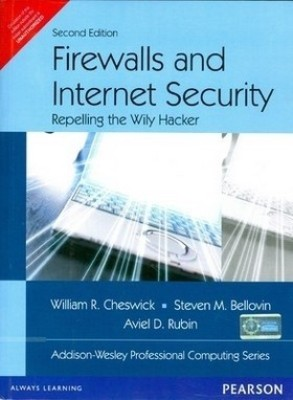 Second Edition
Firewalls and
Internet Security
Repelling the Wily Hacker
William R. Cheswick ▪ Steven M. Bellovin
Aviel D. Rubin
Addison-Wesley Professional Computing Series
ALWAYS LEARNING
PEARSON